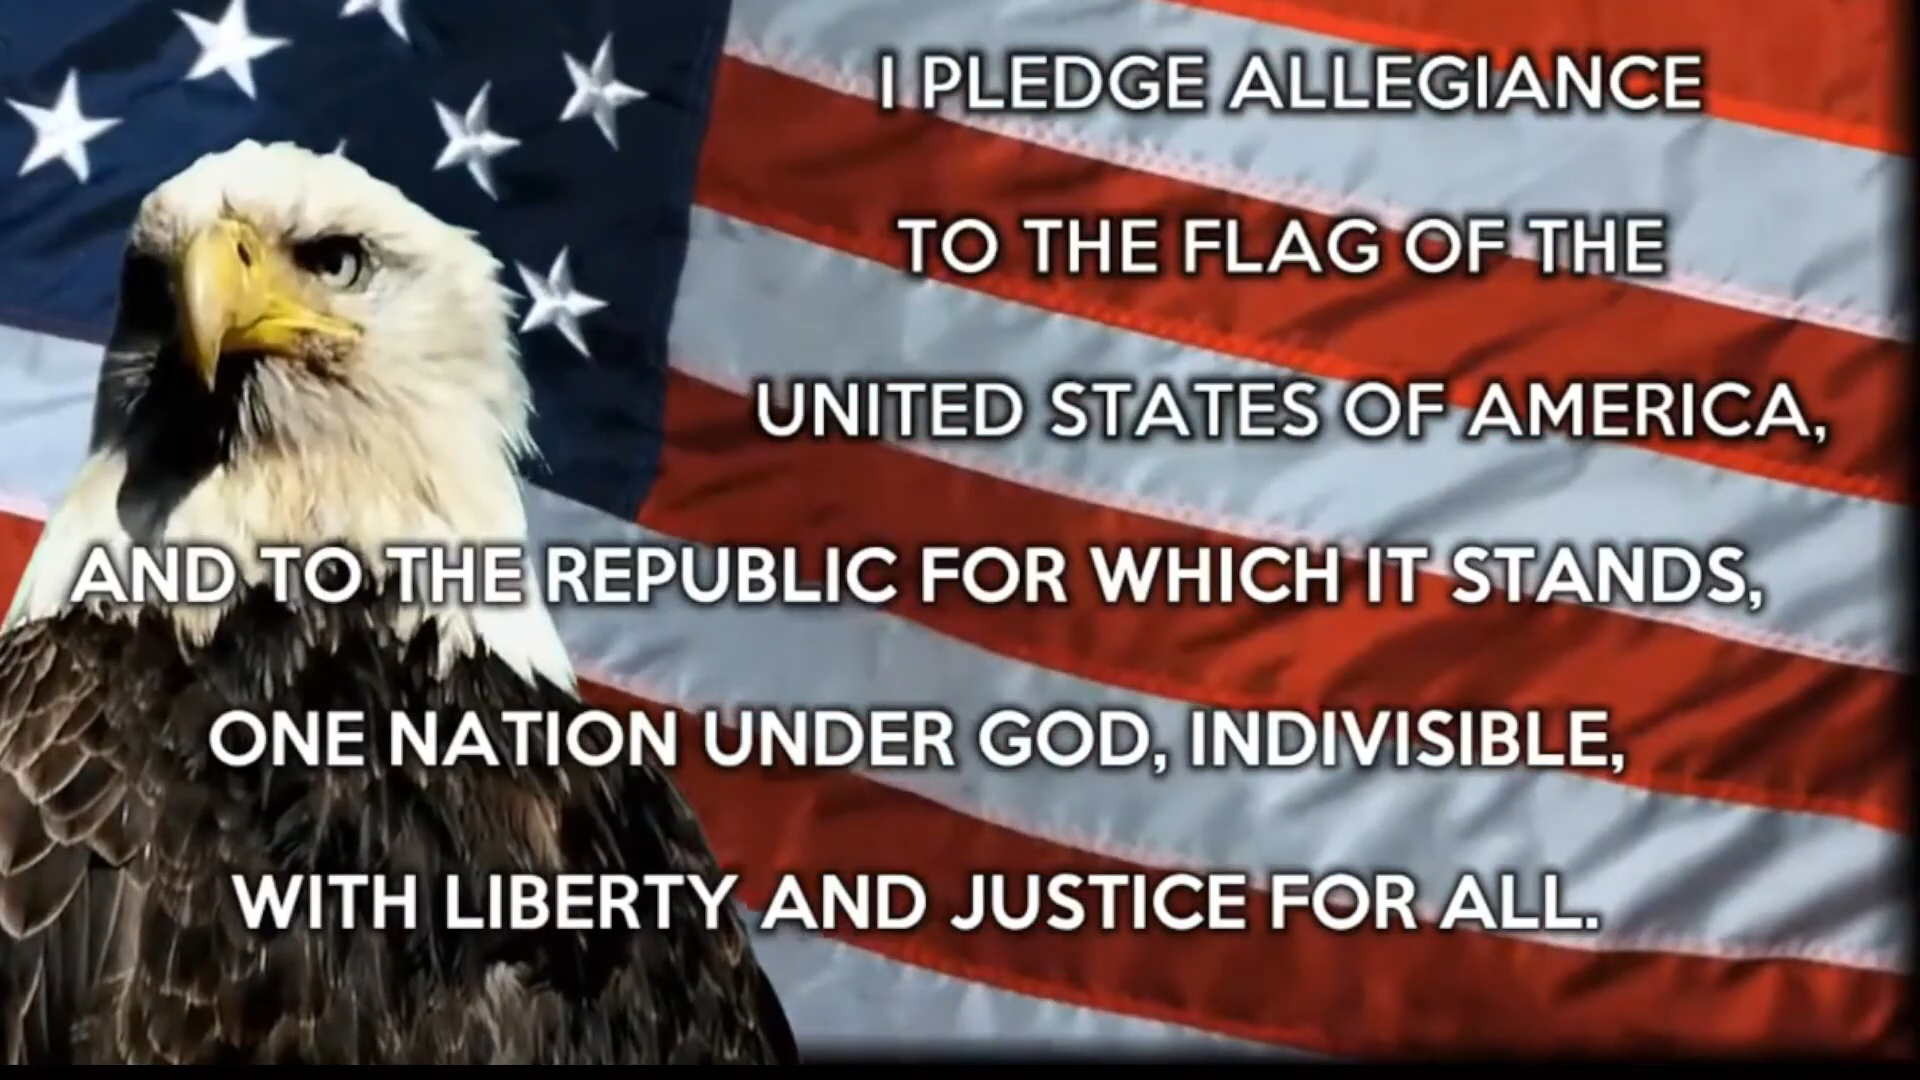 I PLEDGE ALLEGIANCE
TO THE FLAG OF THE
UNITED STATES OF AMERICA,
AND TO THE REPUBLIC FOR WHICH IT STANDS,
ONE NATION UNDER GOD, INDIVISIBLE,
WITH LIBERTY AND JUSTICE FOR ALL.